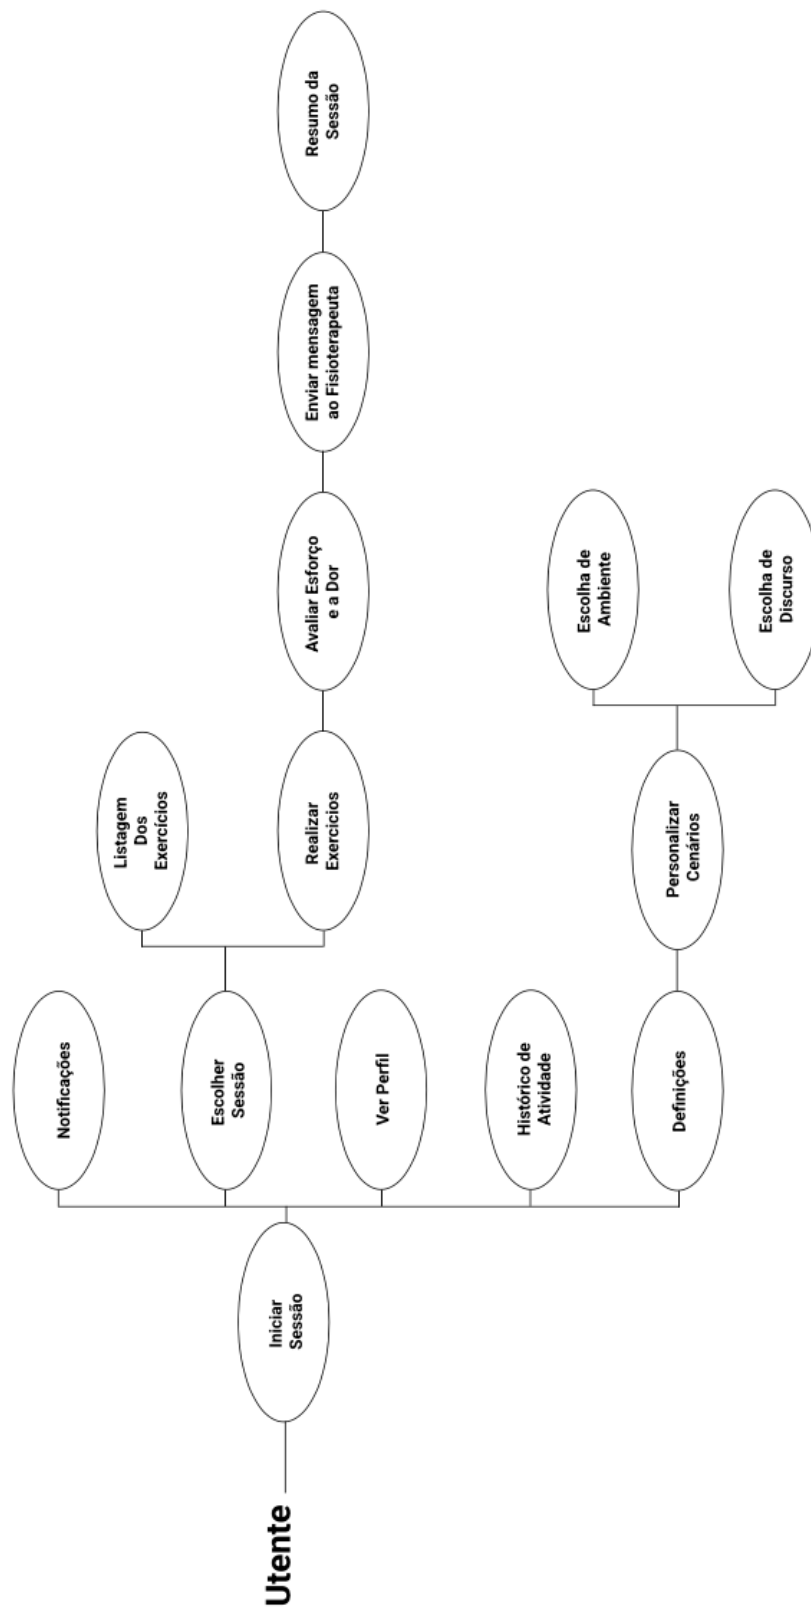 Utente
Iniciar
Sessão
Notificações
Escolher
Sessão
Ver Perfil
Histórico de
Atividade
Definições
Listagem
Dos
Exercícios
Realizar
Exercicios
Avaliar Esforço
e a Dor
Enviar mensagem
ao Fisioterapeuta
Resumo da
Sessão
Personalizar
Cenários
Escolha de
Ambiente
Escolha de
Discurso